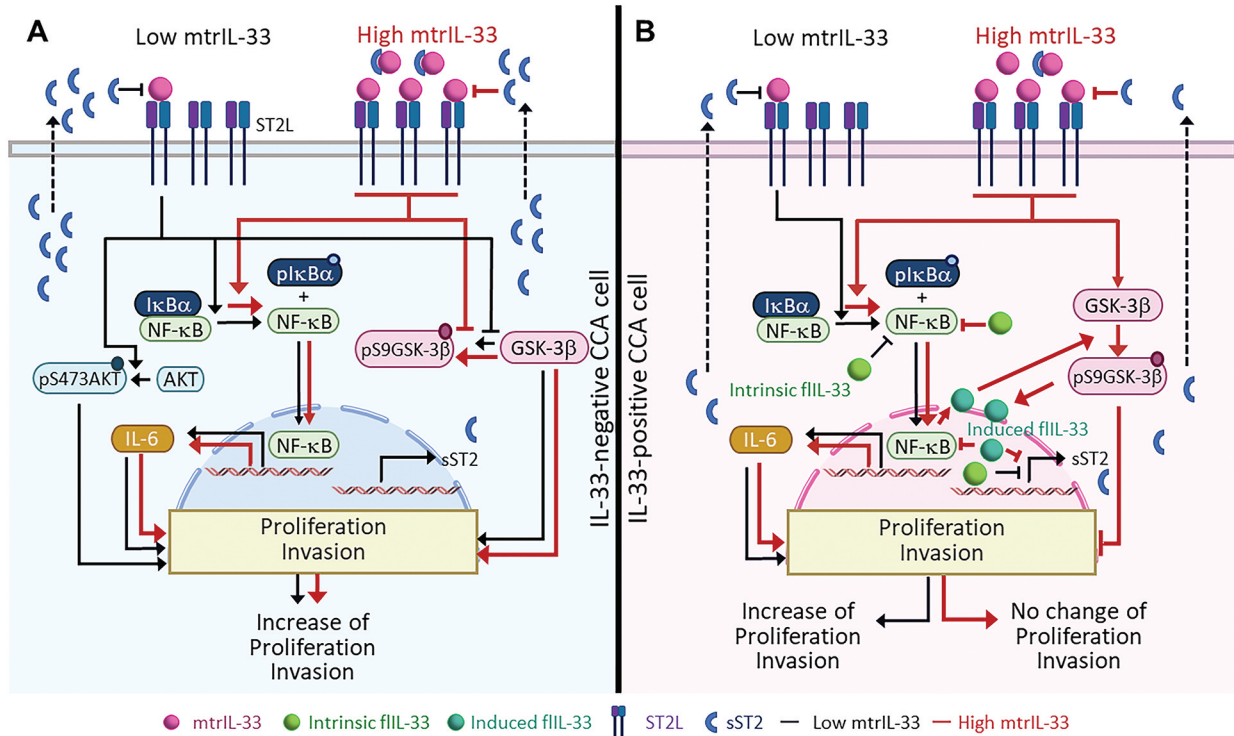 A
Low mtrIL-33
High mtrIL-33
ST2L
pIκBα
+
IκBα
NF-κB
NF-κB
pS9GSK-3β
GSK-3β
pS473AKT
AKT
IL-6
NF-κB
sST2
Proliferation
Invasion
Increase of
Proliferation
Invasion
IL-33-negative CCA cell
IL-33-positive CCA cell
B
Low mtrIL-33
High mtrIL-33
pIκBα
+
IκBα
NF-κB
NF-κB
GSK-3β
Intrinsic flIL-33
pS9GSK-3β
Induced flIL-33
IL-6
NF-κB
sST2
Proliferation
Invasion
Increase of
Proliferation
Invasion
No change of
Proliferation
Invasion
mtrIL-33
Intrinsic flIL-33
Induced flIL-33
ST2L
sST2
Low mtrIL-33
High mtrIL-33